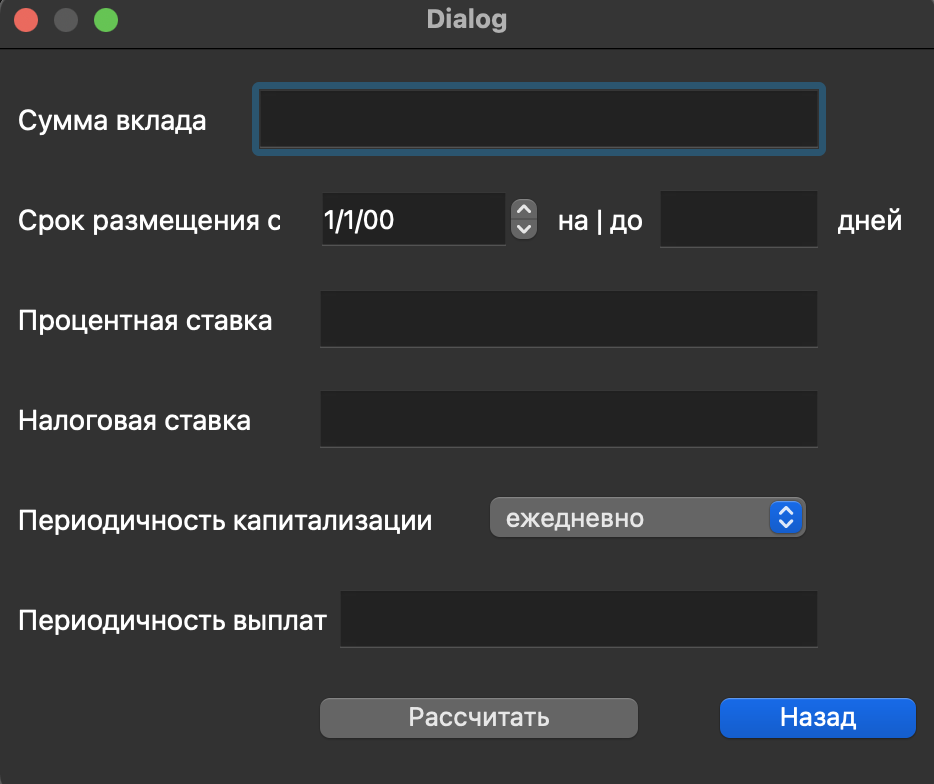 Dialog
Сумма вклада
Срок размещения с 1/1/00 на | до дней
Процентная ставка
Налоговая ставка
Периодичность капитализации ежедневно
Периодичность выплат
Рассчитать Назад